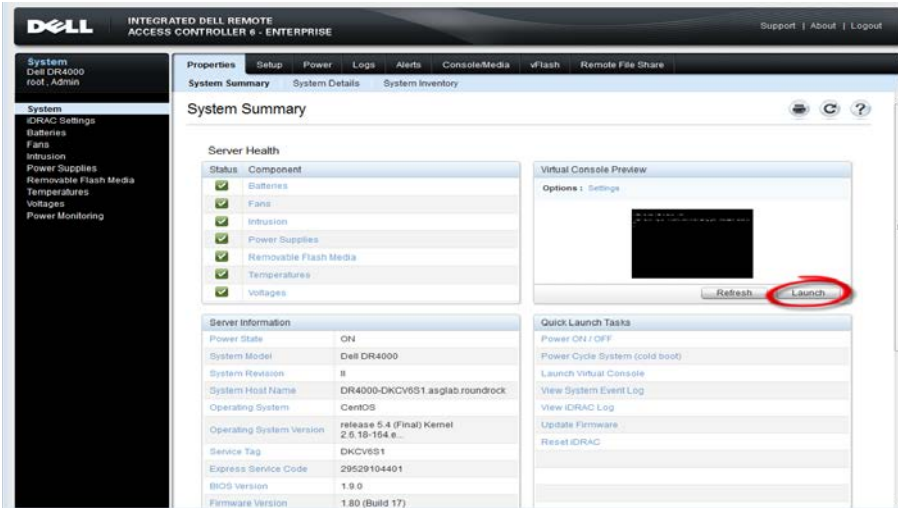 DELL
INTEGRATED DELL REMOTE
ACCESS CONTROLLER 6 - ENTERPRISE
Support | About | Logout
System
Dell DR4000
root , Admin
System
iDRAC Settings
Batteries
Fans
Intrusion
Power Supplies
Removable Flash Media
Temperatures
Voltages
Power Monitoring
Properties Setup Power Logs Alerts Console/Media vFlash Remote File Share
System Summary System Details System Inventory
System Summary
Server Health
Status Component
Batteries
Fans
Intrusion
Power Supplies
Removable Flash Media
Temperatures
Voltages
Virtual Console Preview
Options : Settings
Refresh Launch
Server Information
Power State ON
System Model Dell DR4000
System Revision II
System Host Name DR4000-DKCV6S1.asglab.roundrock
Operating System CentOS
Operating System Version release 5.4 (Final) Kernel
2.6.18-164.e...
Service Tag DKCV6S1
Express Service Code 29529104401
BIOS Version 1.9.0
Firmware Version 1.80 (Build 17)
Quick Launch Tasks
Power ON / OFF
Power Cycle System (cold boot)
Launch Virtual Console
View System Event Log
View iDRAC Log
Update Firmware
Reset iDRAC